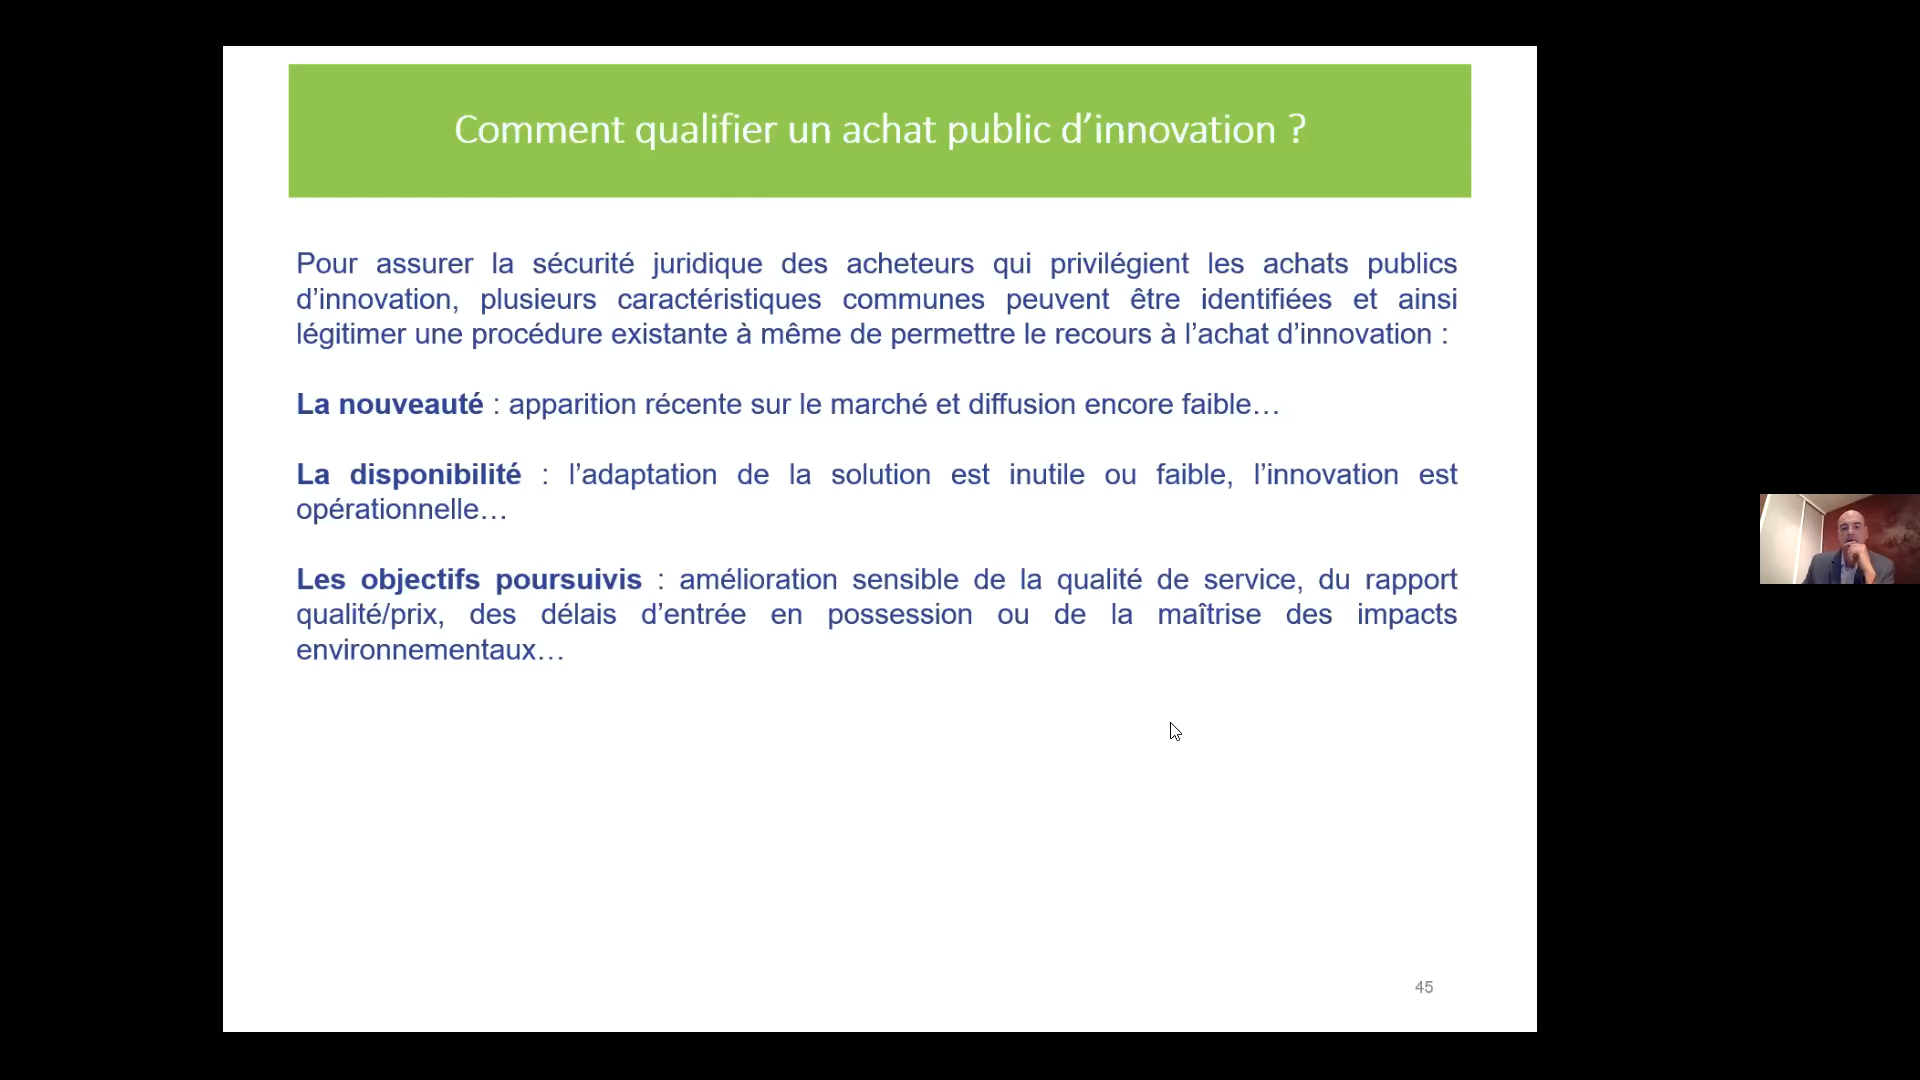 Comment qualifier un achat public d’innovation ?
Pour assurer la sécurité juridique des acheteurs qui privilégient les achats publics
d’innovation, plusieurs caractéristiques communes peuvent être identifiées et ainsi
légitimer une procédure existante à même de permettre le recours à l’achat d’innovation :
La nouveauté : apparition récente sur le marché et diffusion encore faible…
La disponibilité : l’adaptation de la solution est inutile ou faible, l’innovation est
opérationnelle…
Les objectifs poursuivis : amélioration sensible de la qualité de service, du rapport
qualité/prix, des délais d’entrée en possession ou de la maîtrise des impacts
environnementaux…
45